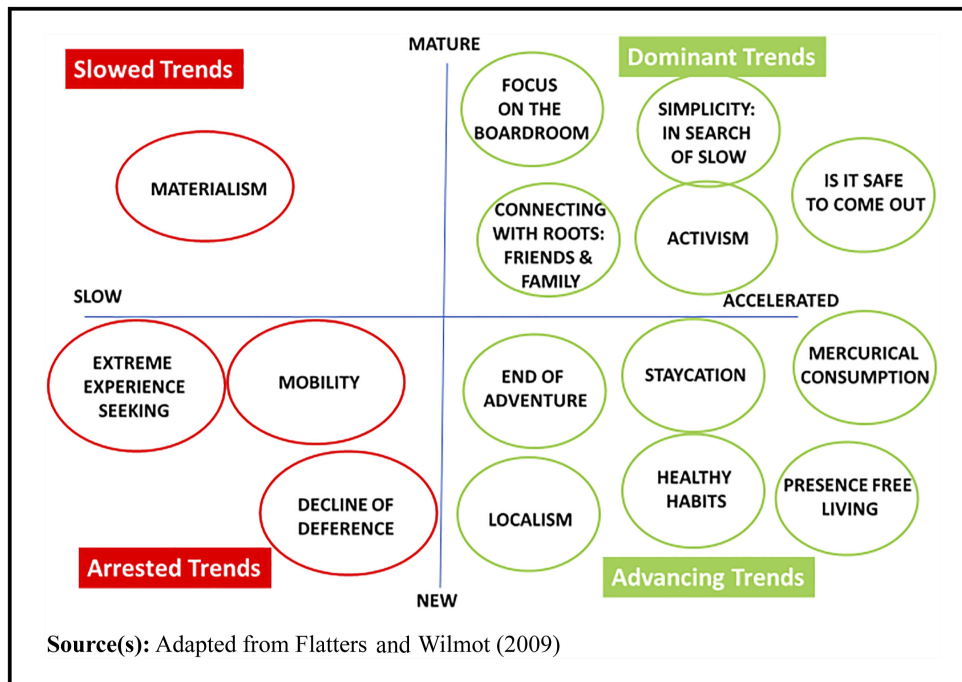 MATURE
Slowed Trends
Dominant Trends
FOCUS
ON THE
BOARDROOM
SIMPLICITY:
IN SEARCH
OF SLOW
MATERIALISM
IS IT SAFE
TO COME OUT
CONNECTING
WITH ROOTS:
FRIENDS &
FAMILY
ACTIVISM
SLOW
ACCELERATED
EXTREME
EXPERIENCE
SEEKING
MOBILITY
END OF
ADVENTURE
STAYCATION
MERCURICAL
CONSUMPTION
DECLINE OF
DEFERENCE
LOCALISM
HEALTHY
HABITS
PRESENCE FREE
LIVING
Arrested Trends
Advancing Trends
NEW
Source(s): Adapted from Flatters and Wilmot (2009)